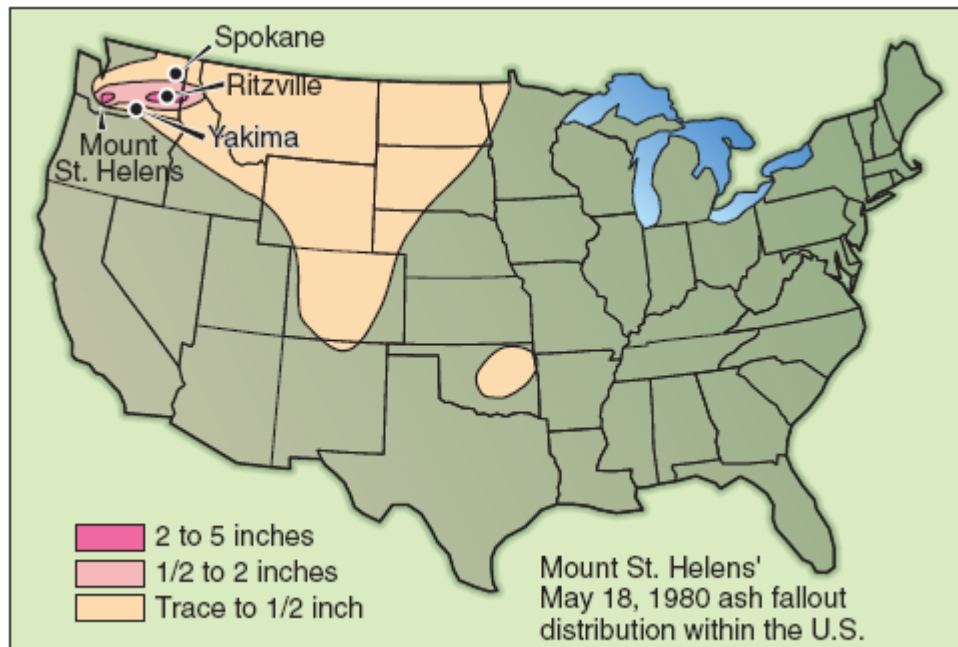 Spokane
Ritzville
Yakima
Mount
St. Helens
2 to 5 inches
1/2 to 2 inches
Trace to 1/2 inch
Mount St. Helens'
May 18, 1980 ash fallout
distribution within the U.S.